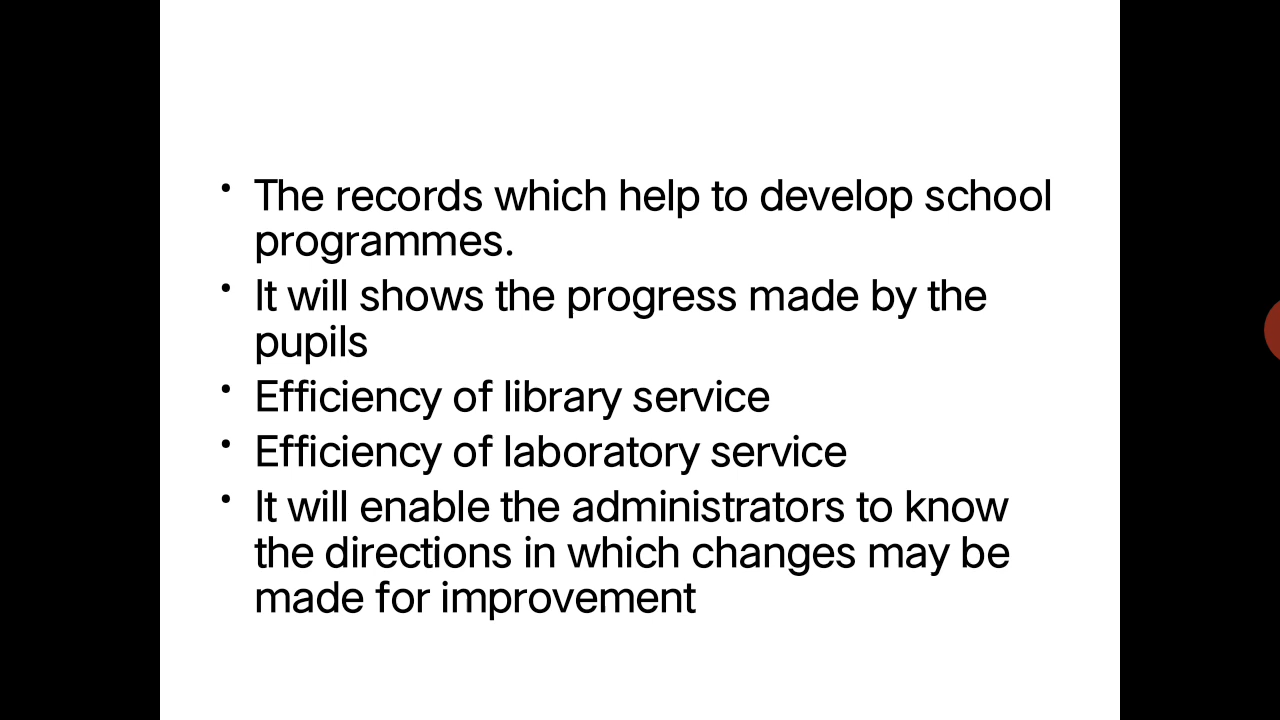 • The records which help to develop school
programmes.
• It will shows the progress made by the
pupils
• Efficiency of library service
• Efficiency of laboratory service
• It will enable the administrators to know
the directions in which changes may be
made for improvement